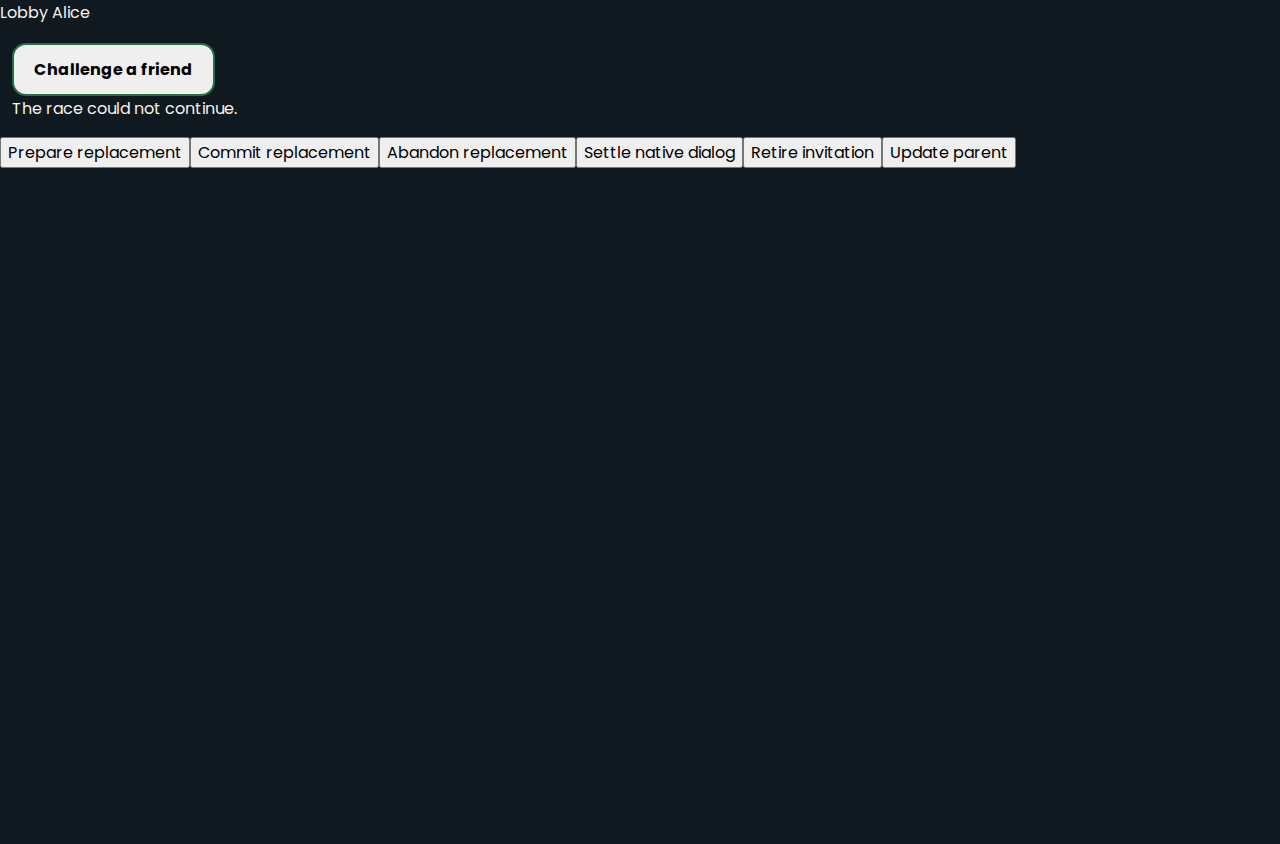 Lobby Alice
Challenge a friend
The race could not continue.
Prepare replacement Commit replacement Abandon replacement Settle native dialog Retire invitation Update parent